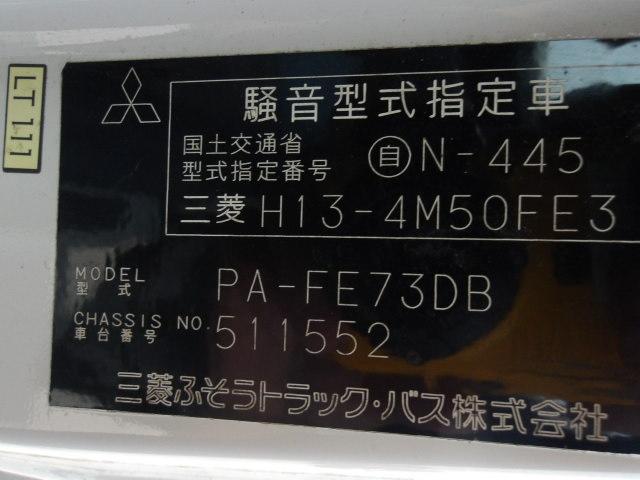 LT111
騒音型式指定車
国土交通省
型式指定番号 自N-445
三菱 H13-4M50FE3
MODEL
型式 PA-FE73DB
CHASSIS NO.
車台番号 511552
三菱ふそうトラック・バス株式会社